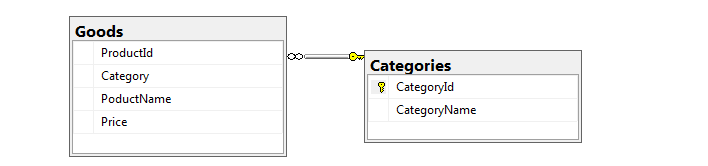 Goods
ProductId
Category
PoductName
Price
Categories
CategoryId
CategoryName